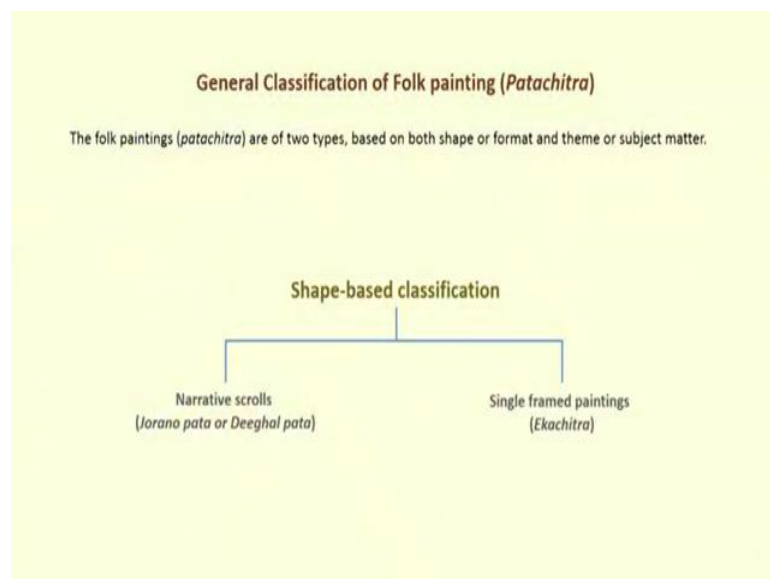 General Classification of Folk painting (Patachitra)
The folk paintings (patachitra) are of two types, based on both shape or format and theme or subject matter.
Shape-based classification
Narrative scrolls
(Jorano pata or Deeghal pata)
Single framed paintings
(Ekachitra)